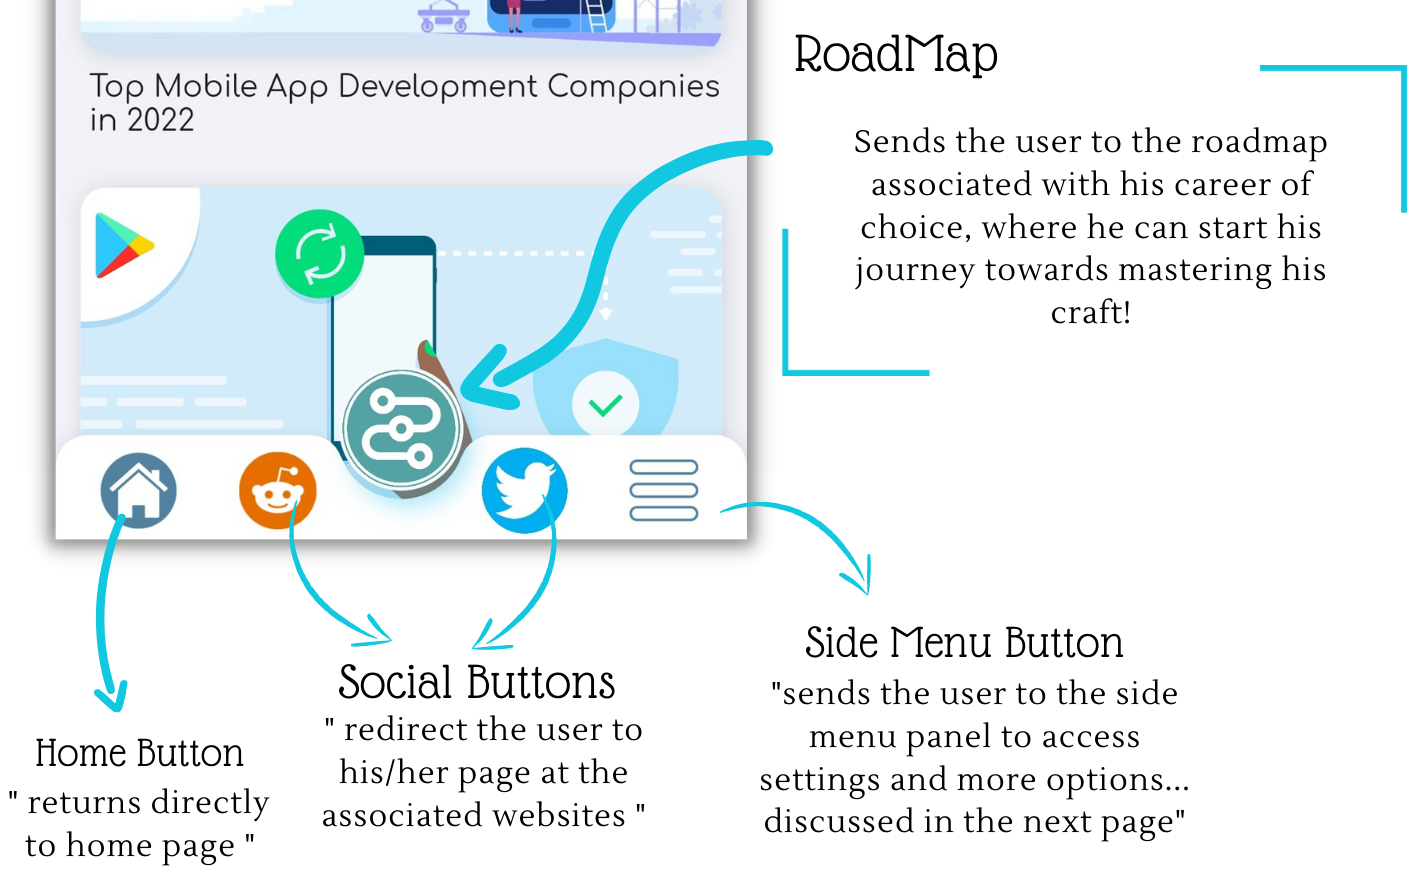 Top Mobile App Development Companies
in 2022
RoadMap
Sends the user to the roadmap
associated with his career of
choice, where he can start his
journey towards mastering his
craft!
Home Button
" returns directly
to home page "
Social Buttons
" redirect the user to
his/her page at the
associated websites "
Side Menu Button
"sends the user to the side
menu panel to access
settings and more options...
discussed in the next page"